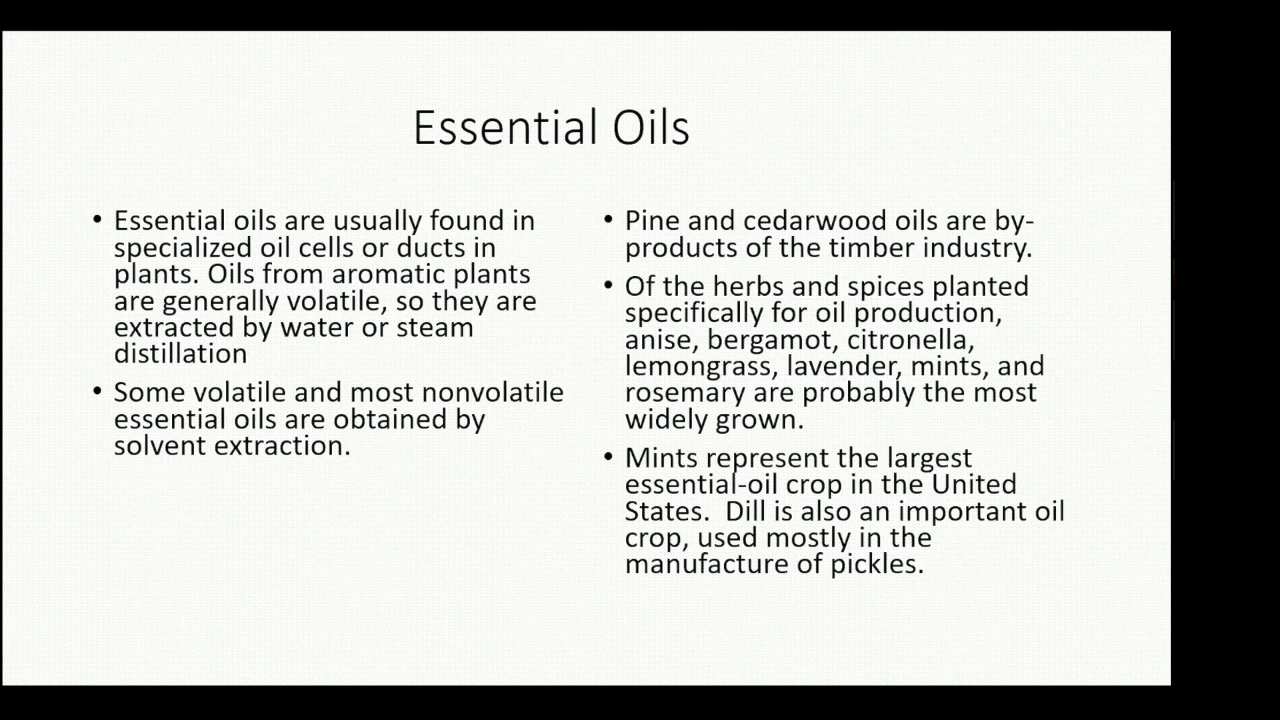 Essential Oils
• Essential oils are usually found in
specialized oil cells or ducts in
plants. Oils from aromatic plants
are generally volatile, so they are
extracted by water or steam
distillation
• Some volatile and most nonvolatile
essential oils are obtained by
solvent extraction.
• Pine and cedarwood oils are by-
products of the timber industry.
• Of the herbs and spices planted
specifically for oil production,
anise, bergamot, citronella,
lemongrass, lavender, mints, and
rosemary are probably the most
widely grown.
• Mints represent the largest
essential-oil crop in the United
States.  Dill is also an important oil
crop, used mostly in the
manufacture of pickles.